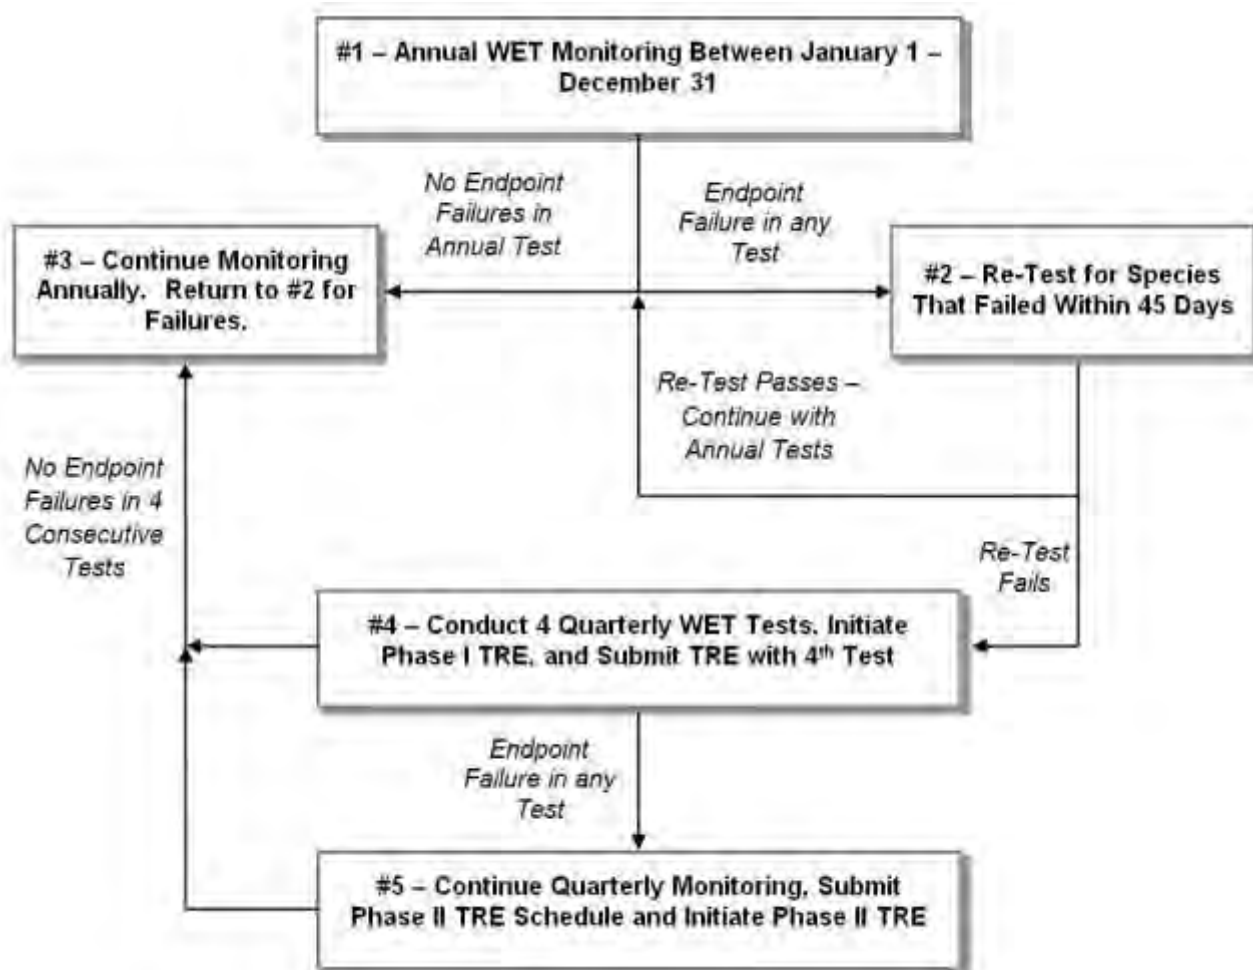 #1 – Annual WET Monitoring Between January 1 –
December 31
No Endpoint
Failures in
Annual Test
Endpoint
Failure in any
Test
#3 – Continue Monitoring
Annually. Return to #2 for
Failures.
#2 – Re-Test for Species
That Failed Within 45 Days
Re-Test Passes –
Continue with
Annual Tests
No Endpoint
Failures in 4
Consecutive
Tests
Re-Test
Fails
#4 – Conduct 4 Quarterly WET Tests, Initiate
Phase I TRE, and Submit TRE with 4th Test
Endpoint
Failure in any
Test
#5 – Continue Quarterly Monitoring, Submit
Phase II TRE Schedule and Initiate Phase II TRE